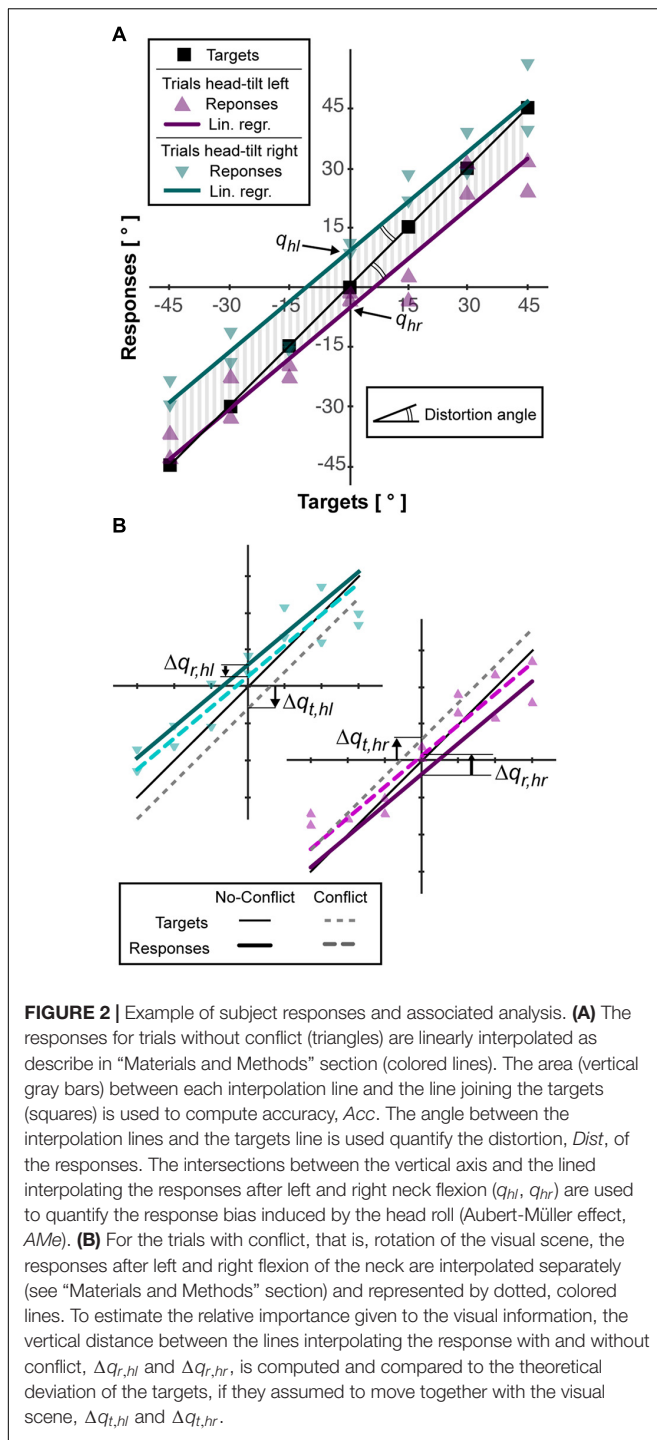 A
Targets
Trials head-tilt left
Reponses
Lin. regr.
Trials head-tilt right
Reponses
Lin. regr.
Responses [ ° ]
45
30
15
q_hl
-45 -30 -15 15 30 45
q_hr
-15
-30
-45
Distortion angle
Targets [ ° ]
B
Δq_r,hl
Δq_t,hl
Δq_t,hr
Δq_r,hr
No-Conflict Conflict
Targets
Responses
FIGURE 2 | Example of subject responses and associated analysis. (A) The
responses for trials without conflict (triangles) are linearly interpolated as
describe in “Materials and Methods” section (colored lines). The area (vertical
gray bars) between each interpolation line and the line joining the targets
(squares) is used to compute accuracy, Acc. The angle between the
interpolation lines and the targets line is used quantify the distortion, Dist, of
the responses. The intersections between the vertical axis and the lined
interpolating the responses after left and right neck flexion (q_hl, q_hr) are used
to quantify the response bias induced by the head roll (Aubert-Müller effect,
AMe). (B) For the trials with conflict, that is, rotation of the visual scene, the
responses after left and right flexion of the neck are interpolated separately
(see “Materials and Methods” section) and represented by dotted, colored
lines. To estimate the relative importance given to the visual information, the
vertical distance between the lines interpolating the response with and without
conflict, Δq_r,hl and Δq_r,hr, is computed and compared to the theoretical
deviation of the targets, if they assumed to move together with the visual
scene, Δq_t,hl and Δq_t,hr.